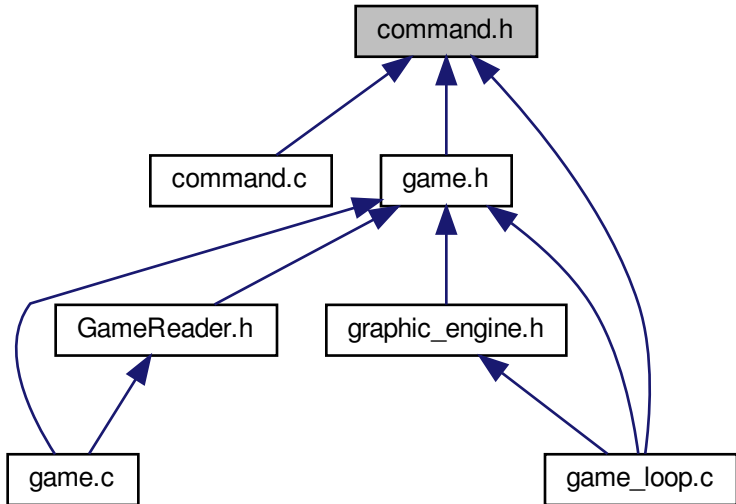 command.h
command.c
game.h
GameReader.h
graphic_engine.h
game.c
game_loop.c